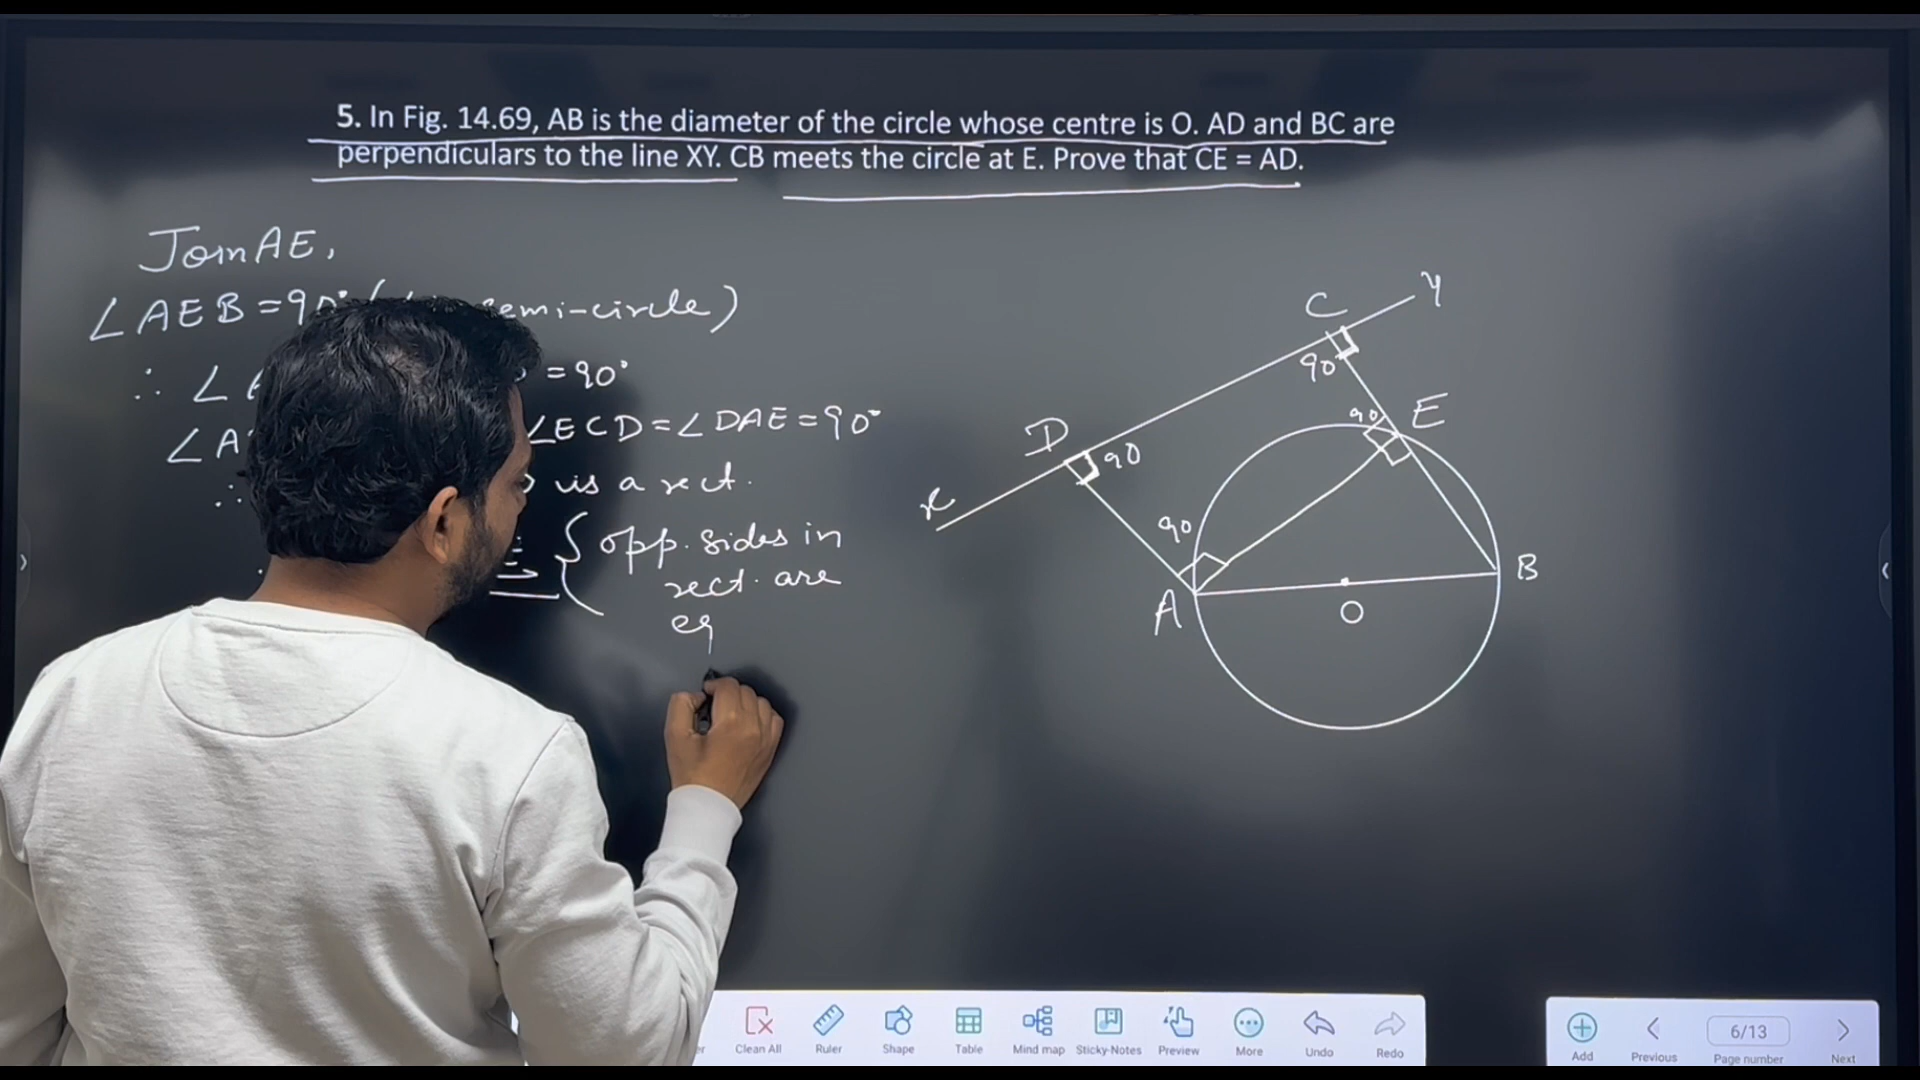 5. In Fig. 14.69, AB is the diameter of the circle whose centre is O. AD and BC are
perpendiculars to the line XY. CB meets the circle at E. Prove that CE = AD.
Join AE,
∠AEB = 90° semi-circle)
∴ ∠A = 90°
∠A ∠ECD = ∠DAE = 90°
∴ is a rect.
{ opp. sides in
rect. are
eq
C
Y
90
90
E
D
90
X
90
A
O
B
Clean All
Ruler
Shape
Table
Mind map
Sticky-Notes
Preview
More
Undo
Redo
Add
Previous
6/13
Page number
Next